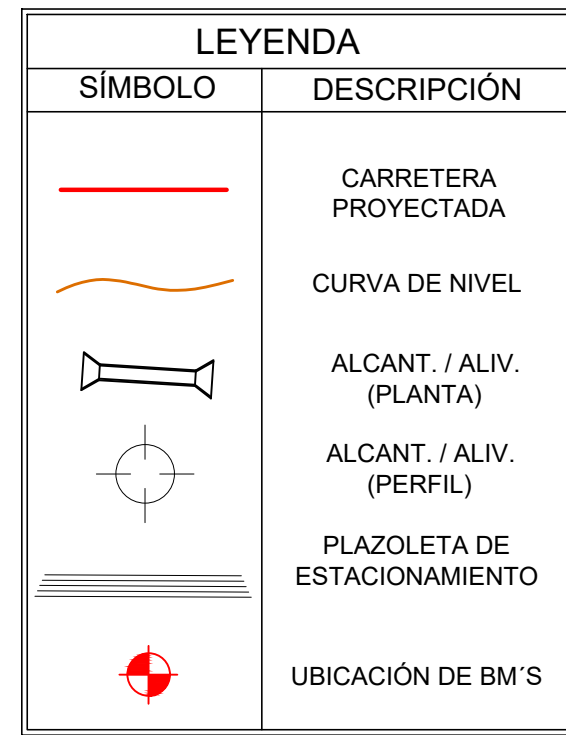 LEYENDA
SÍMBOLO
DESCRIPCIÓN
CARRETERA
PROYECTADA
CURVA DE NIVEL
ALCANT. / ALIV.
(PLANTA)
ALCANT. / ALIV.
(PERFIL)
PLAZOLETA DE
ESTACIONAMIENTO
UBICACIÓN DE BM´S